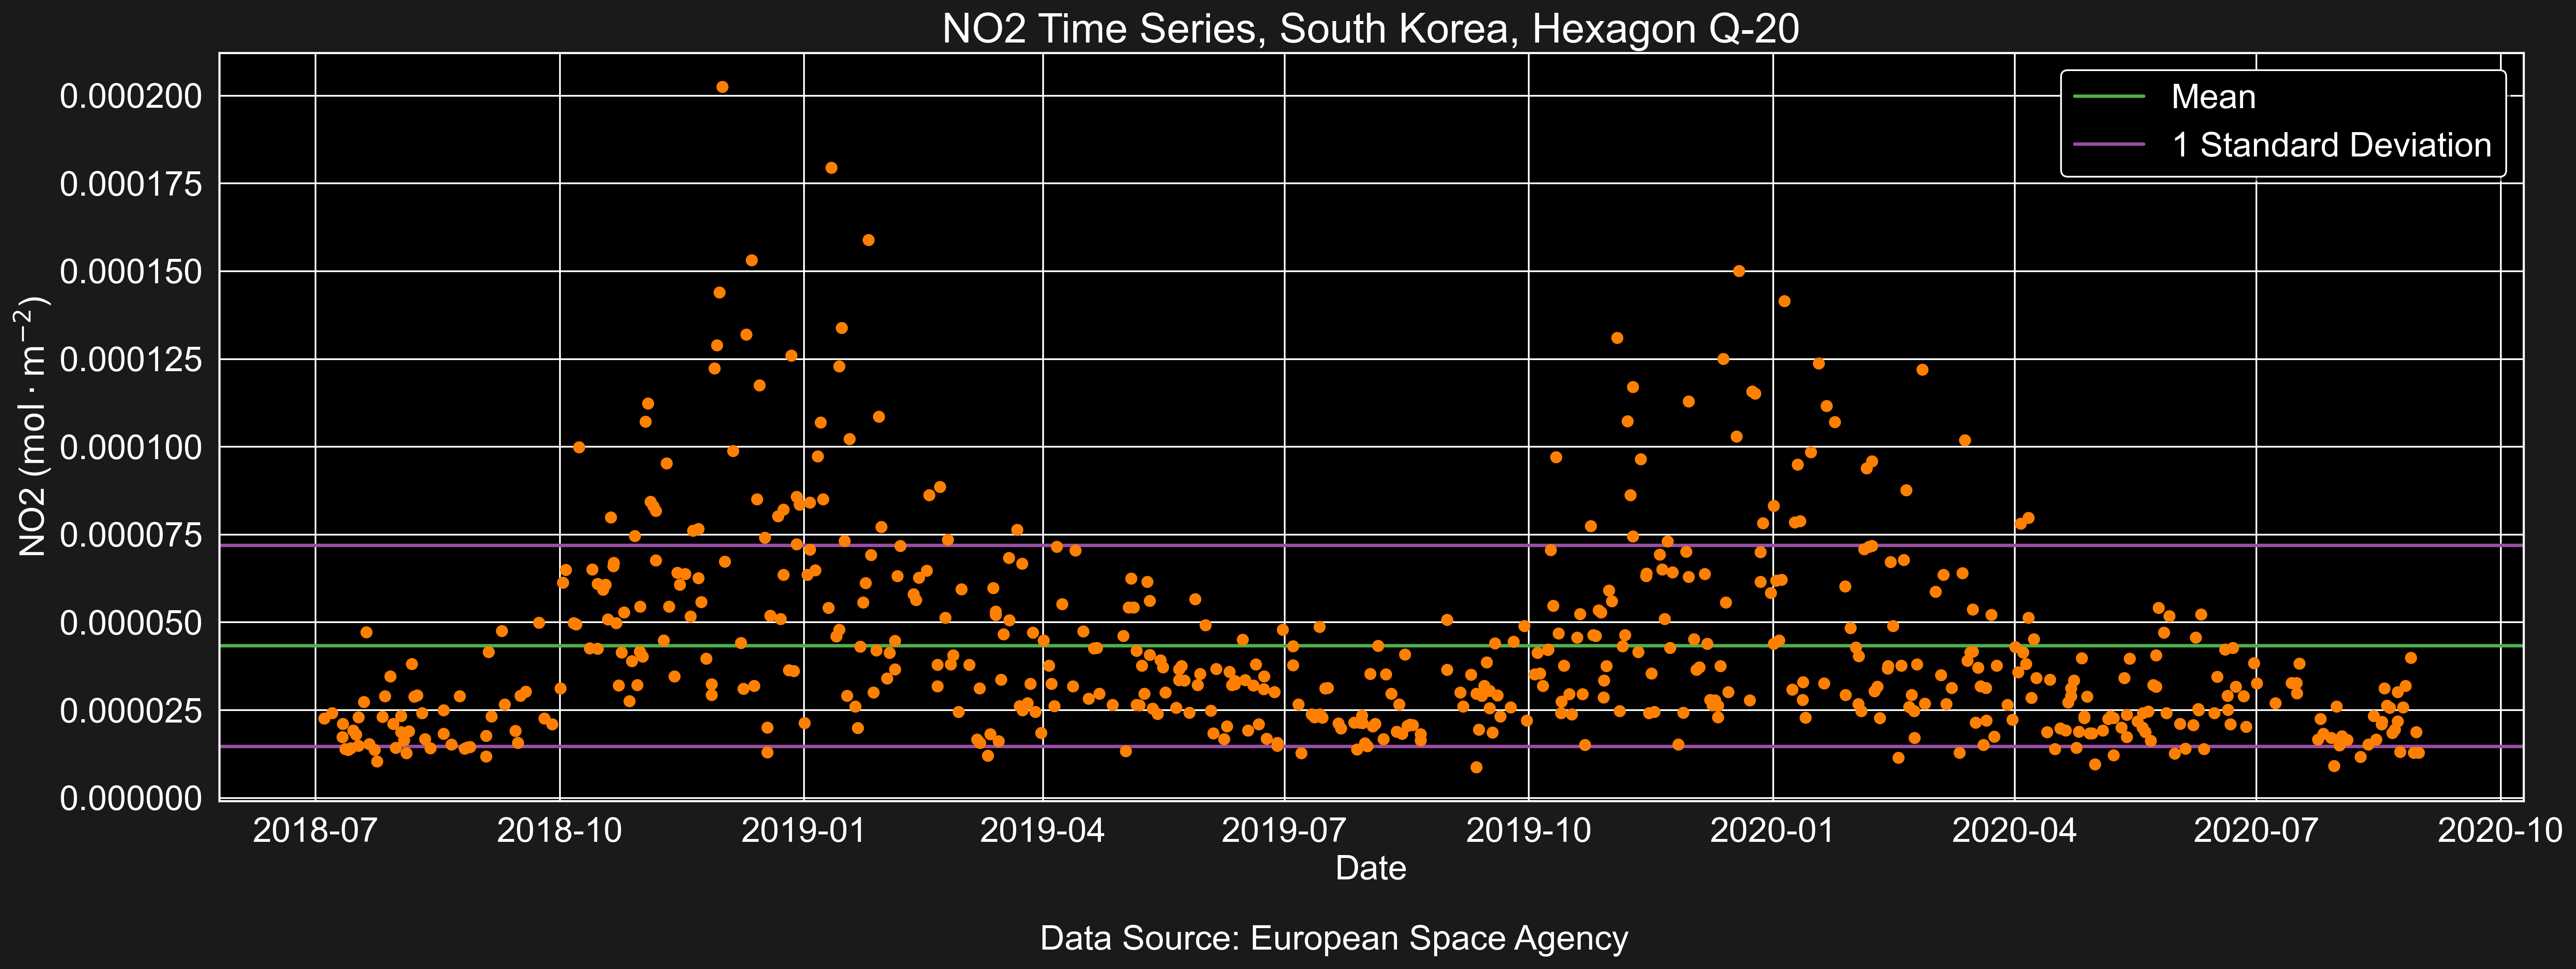 NO2 Time Series, South Korea, Hexagon Q-20
0.000200
0.000175
0.000150
0.000125
0.000100
0.000075
0.000050
0.000025
0.000000
NO2 (mol · m⁻²)
Mean
1 Standard Deviation
2018-07 2018-10 2019-01 2019-04 2019-07 2019-10 2020-01 2020-04 2020-07 2020-10
Date
Data Source: European Space Agency